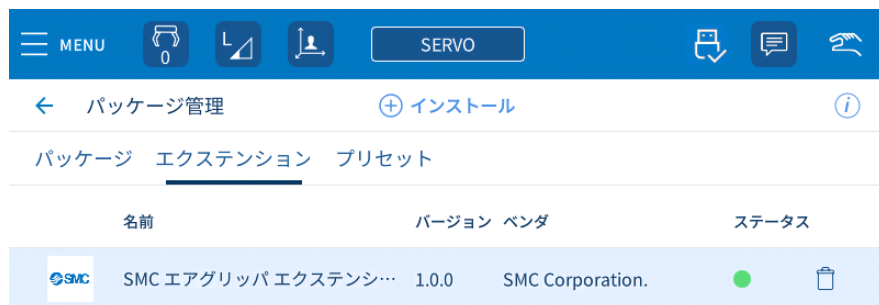 MENU 0 L SERVO
パッケージ管理 インストール i
パッケージ エクステンション プリセット
名前 バージョン ベンダ ステータス
SMC SMC エアグリッパ エクステンシ… 1.0.0 SMC Corporation.